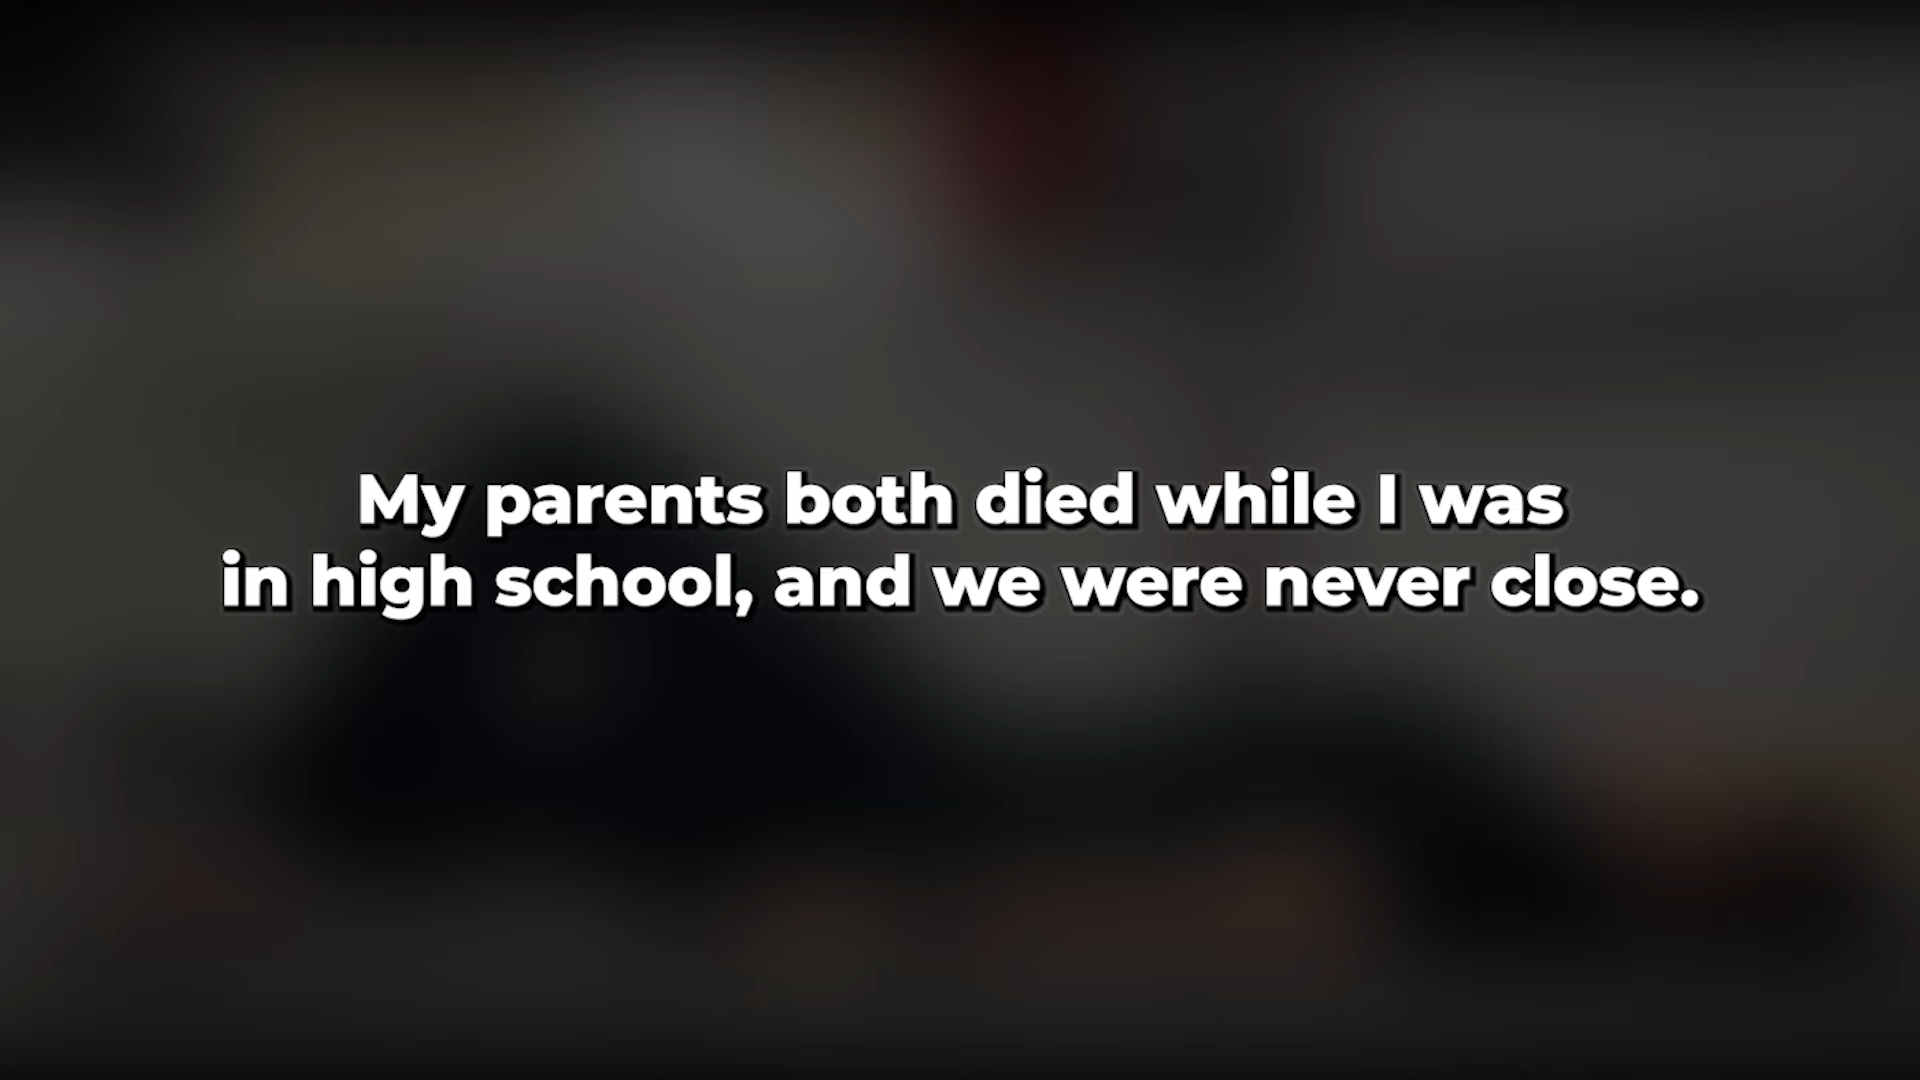 My parents both died while I was
in high school, and we were never close.